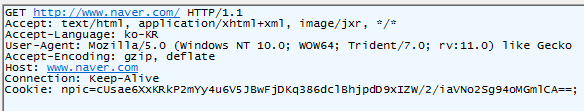 GET http://www.naver.com/ HTTP/1.1
Accept: text/html, application/xhtml+xml, image/jxr, */*
Accept-Language: ko-KR
User-Agent: Mozilla/5.0 (Windows NT 10.0; WOW64; Trident/7.0; rv:11.0) like Gecko
Accept-Encoding: gzip, deflate
Host: www.naver.com
Connection: Keep-Alive
Cookie: npic=cUsae6XxKRkP2mYy4u6V5JBwFjDKq386dclBhjpdD9xIZW/2/iaVNo2Sg94oMGmlCA==;